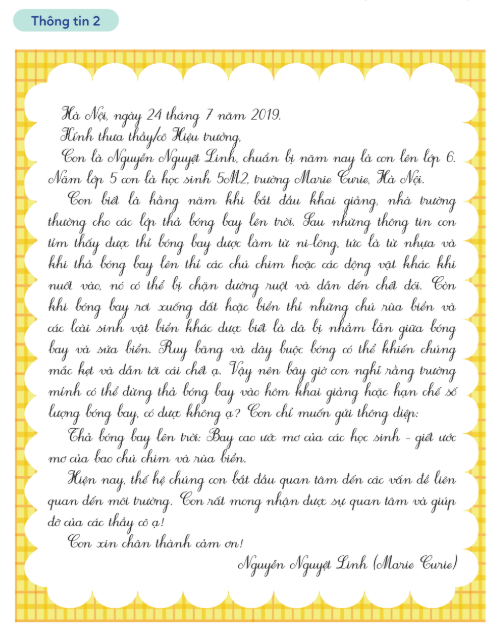 Thông tin 2
Hà Nội, ngày 24 tháng 7 năm 2019.
Kính thưa thầy/cô Hiệu trưởng,
Con là Nguyễn Nguyệt Linh, chuẩn bị năm nay là con lên lớp 6.
Năm lớp 5 con là học sinh 5M2, trường Marie Curie, Hà Nội.
Con biết là hàng năm khi bắt đầu khai giảng, nhà trường
thường cho các lớp thả bóng bay lên trời. Sau những thông tin con
tìm thấy được thì bóng bay được làm từ ni-lông, tức là từ nhựa và
khi thả bóng bay lên thì các chú chim hoặc các động vật khác khi
nuốt vào, nó có thể bị chặn đường ruột và dẫn đến chết đói. Còn
khi bóng bay rơi xuống đất hoặc biển thì những chú rùa biển và
các loài sinh vật biển khác được biết là đã bị nhầm lẫn giữa bóng
bay và sứa biển. Ruy băng và dây buộc bóng có thể khiến chúng
mắc kẹt và dẫn tới cái chết ạ. Vậy nên bây giờ con nghĩ rằng trường
mình có thể đừng thả bóng bay vào hôm khai giảng hoặc hạn chế số
lượng bóng bay, có được không ạ? Con chỉ muốn gửi thông điệp:
Thả bóng bay lên trời: Bay cao ước mơ của các học sinh - giết ước
mơ của bao chú chim và rùa biển.
Hiện nay, thế hệ chúng con bắt đầu quan tâm đến các vấn đề liên
quan đến môi trường. Con rất mong nhận được sự quan tâm và giúp
đỡ của các thầy cô ạ!
Con xin chân thành cảm ơn!
Nguyễn Nguyệt Linh (Marie Curie)